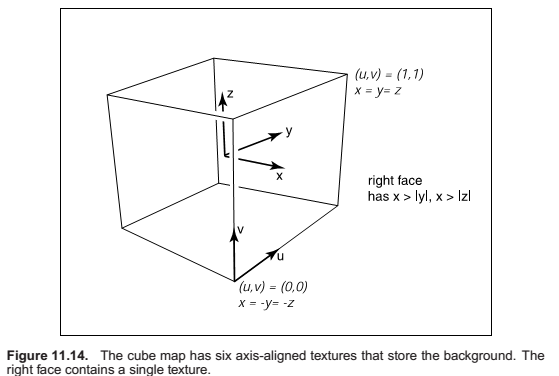 (u,v) = (1,1)
x = y= z
z
y
x
right face
has x > |y|, x > |z|
v
u
(u,v) = (0,0)
x = -y= -z
Figure 11.14. The cube map has six axis-aligned textures that store the background. The
right face contains a single texture.